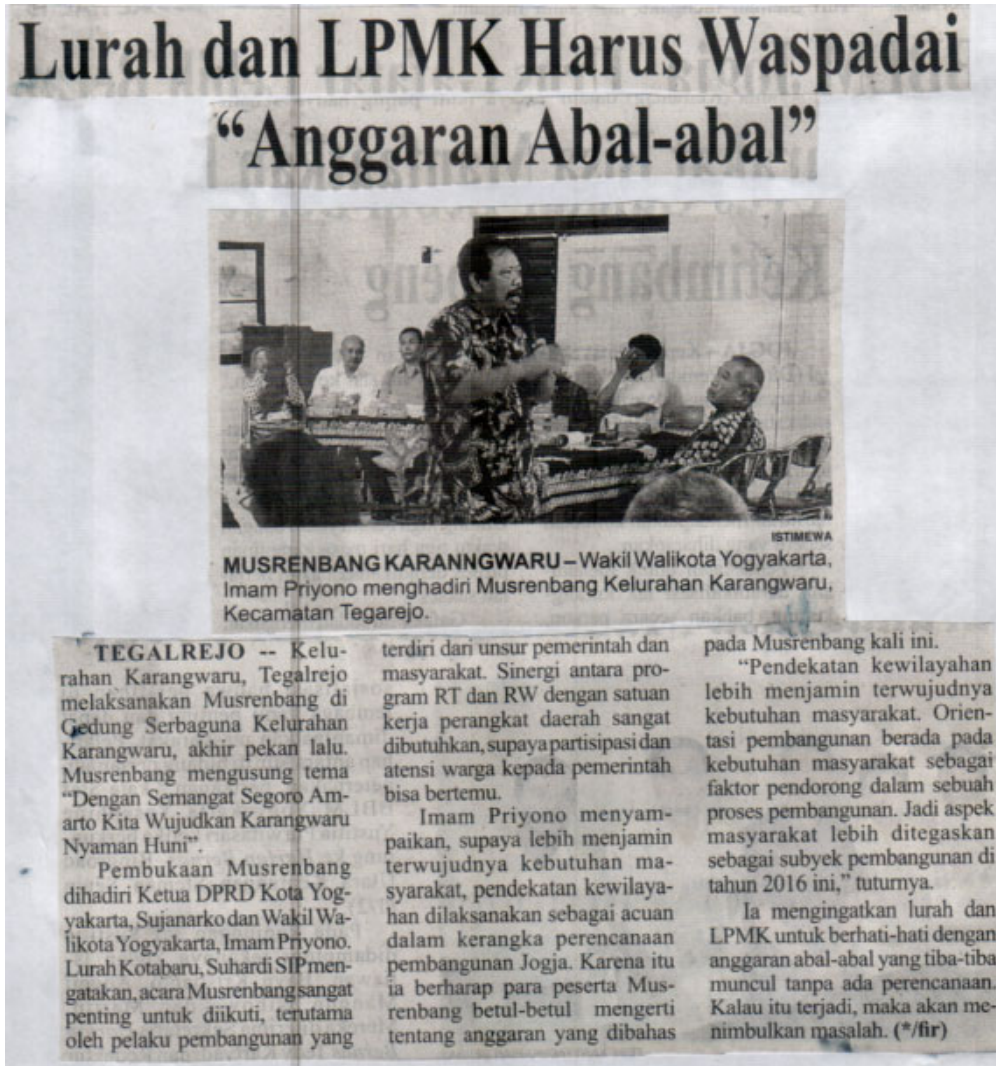 Lurah dan LPMK Harus Waspadai
“Anggaran Abal-abal”
ISTIMEWA
MUSRENBANG KARANNGWARU – Wakil Walikota Yogyakarta,
Imam Priyono menghadiri Musrenbang Kelurahan Karangwaru,
Kecamatan Tegarejo.
TEGALREJO -- Kelu-
rahan Karangwaru, Tegalrejo
melaksanakan Musrenbang di
Gedung Serbaguna Kelurahan
Karangwaru, akhir pekan lalu.
Musrenbang mengusung tema
“Dengan Semangat Segoro Am-
arto Kita Wujudkan Karangwaru
Nyaman Huni”.
Pembukaan Musrenbang
dihadiri Ketua DPRD Kota Yog-
yakarta, Sujanarko dan Wakil Wa-
likota Yogyakarta, Imam Priyono.
Lurah Kotabaru, Suhardi SIP men-
gatakan, acara Musrenbang sangat
penting untuk diikuti, terutama
oleh pelaku pembangunan yang
terdiri dari unsur pemerintah dan
masyarakat. Sinergi antara pro-
gram RT dan RW dengan satuan
kerja perangkat daerah sangat
dibutuhkan, supaya partisipasi dan
atensi warga kepada pemerintah
bisa bertemu.
Imam Priyono menyam-
paikan, supaya lebih menjamin
terwujudnya kebutuhan ma-
syarakat, pendekatan kewilaya-
han dilaksanakan sebagai acuan
dalam kerangka perencanaan
pembangunan Jogja. Karena itu
ia berharap para peserta Mus-
renbang betul-betul mengerti
tentang anggaran yang dibahas
pada Musrenbang kali ini.
“Pendekatan kewilayahan
lebih menjamin terwujudnya
kebutuhan masyarakat. Orien-
tasi pembangunan berada pada
kebutuhan masyarakat sebagai
faktor pendorong dalam sebuah
proses pembangunan. Jadi aspek
masyarakat lebih ditegaskan
sebagai subyek pembangunan di
tahun 2016 ini,” tuturnya.
Ia mengingatkan lurah dan
LPMK untuk berhati-hati dengan
anggaran abal-abal yang tiba-tiba
muncul tanpa ada perencanaan.
Kalau itu terjadi, maka akan me-
nimbulkan masalah. (*/fir)